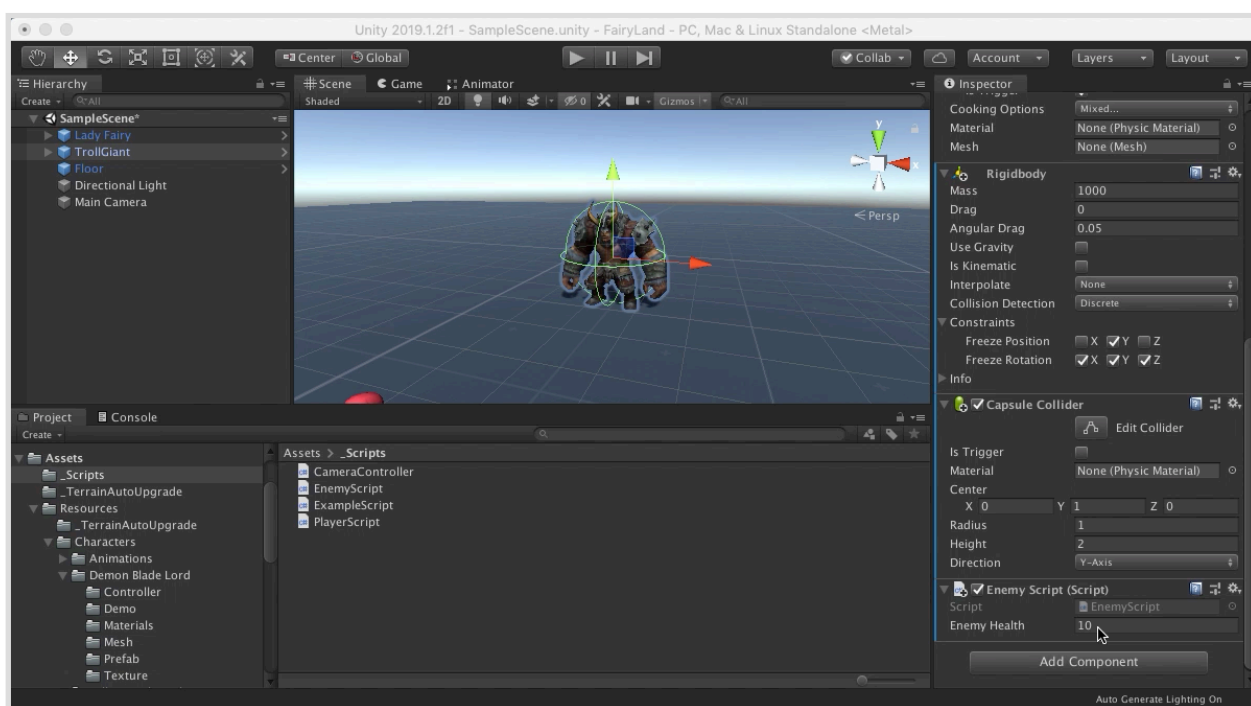 Unity 2019.1.2f1 - SampleScene.unity - FairyLand - PC, Mac & Linux Standalone <Metal>
Center Global Collab Account Layers Layout
Hierarchy
Create All
SampleScene*
Lady Fairy
TrollGiant
Floor
Directional Light
Main Camera
Scene Game Animator
Shaded 2D 0 Gizmos All
y
x
Persp
Inspector
Cooking Options Mixed...
Material None (Physic Material)
Mesh None (Mesh)
Rigidbody
Mass 1000
Drag 0
Angular Drag 0.05
Use Gravity
Is Kinematic
Interpolate None
Collision Detection Discrete
Constraints
Freeze Position X Y Z
Freeze Rotation X Y Z
Info
Capsule Collider
Edit Collider
Is Trigger
Material None (Physic Material)
Center
X 0 Y 1 Z 0
Radius 1
Height 2
Direction Y-Axis
Enemy Script (Script)
Script EnemyScript
Enemy Health 10
Add Component
Project Console
Create
Assets
_Scripts
_TerrainAutoUpgrade
Resources
_TerrainAutoUpgrade
Characters
Animations
Demon Blade Lord
Controller
Demo
Materials
Mesh
Prefab
Texture
Assets > _Scripts
CameraController
EnemyScript
ExampleScript
PlayerScript
Auto Generate Lighting On